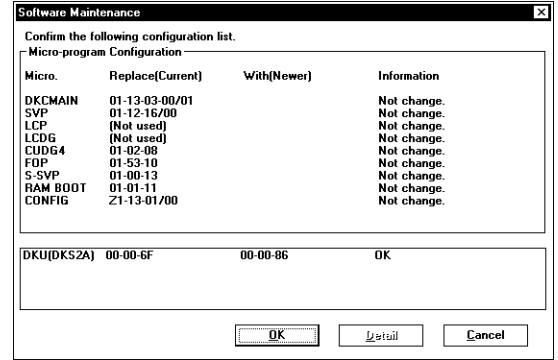 Software Maintenance
Confirm the following configuration list.
Micro-program Configuration
Micro. Replace(Current) With(Newer) Information
DKCMAIN 01-13-03-00/01 Not change.
SVP 01-12-16/00 Not change.
LCP (Not used) Not change.
LCDG (Not used) Not change.
CUDG4 01-02-08 Not change.
FOP 01-53-10 Not change.
S-SVP 01-00-13 Not change.
RAM BOOT 01-01-11 Not change.
CONFIG Z1-13-01/00 Not change.
DKU(DKS2A) 00-00-6F 00-00-86 OK
OK Detail Cancel